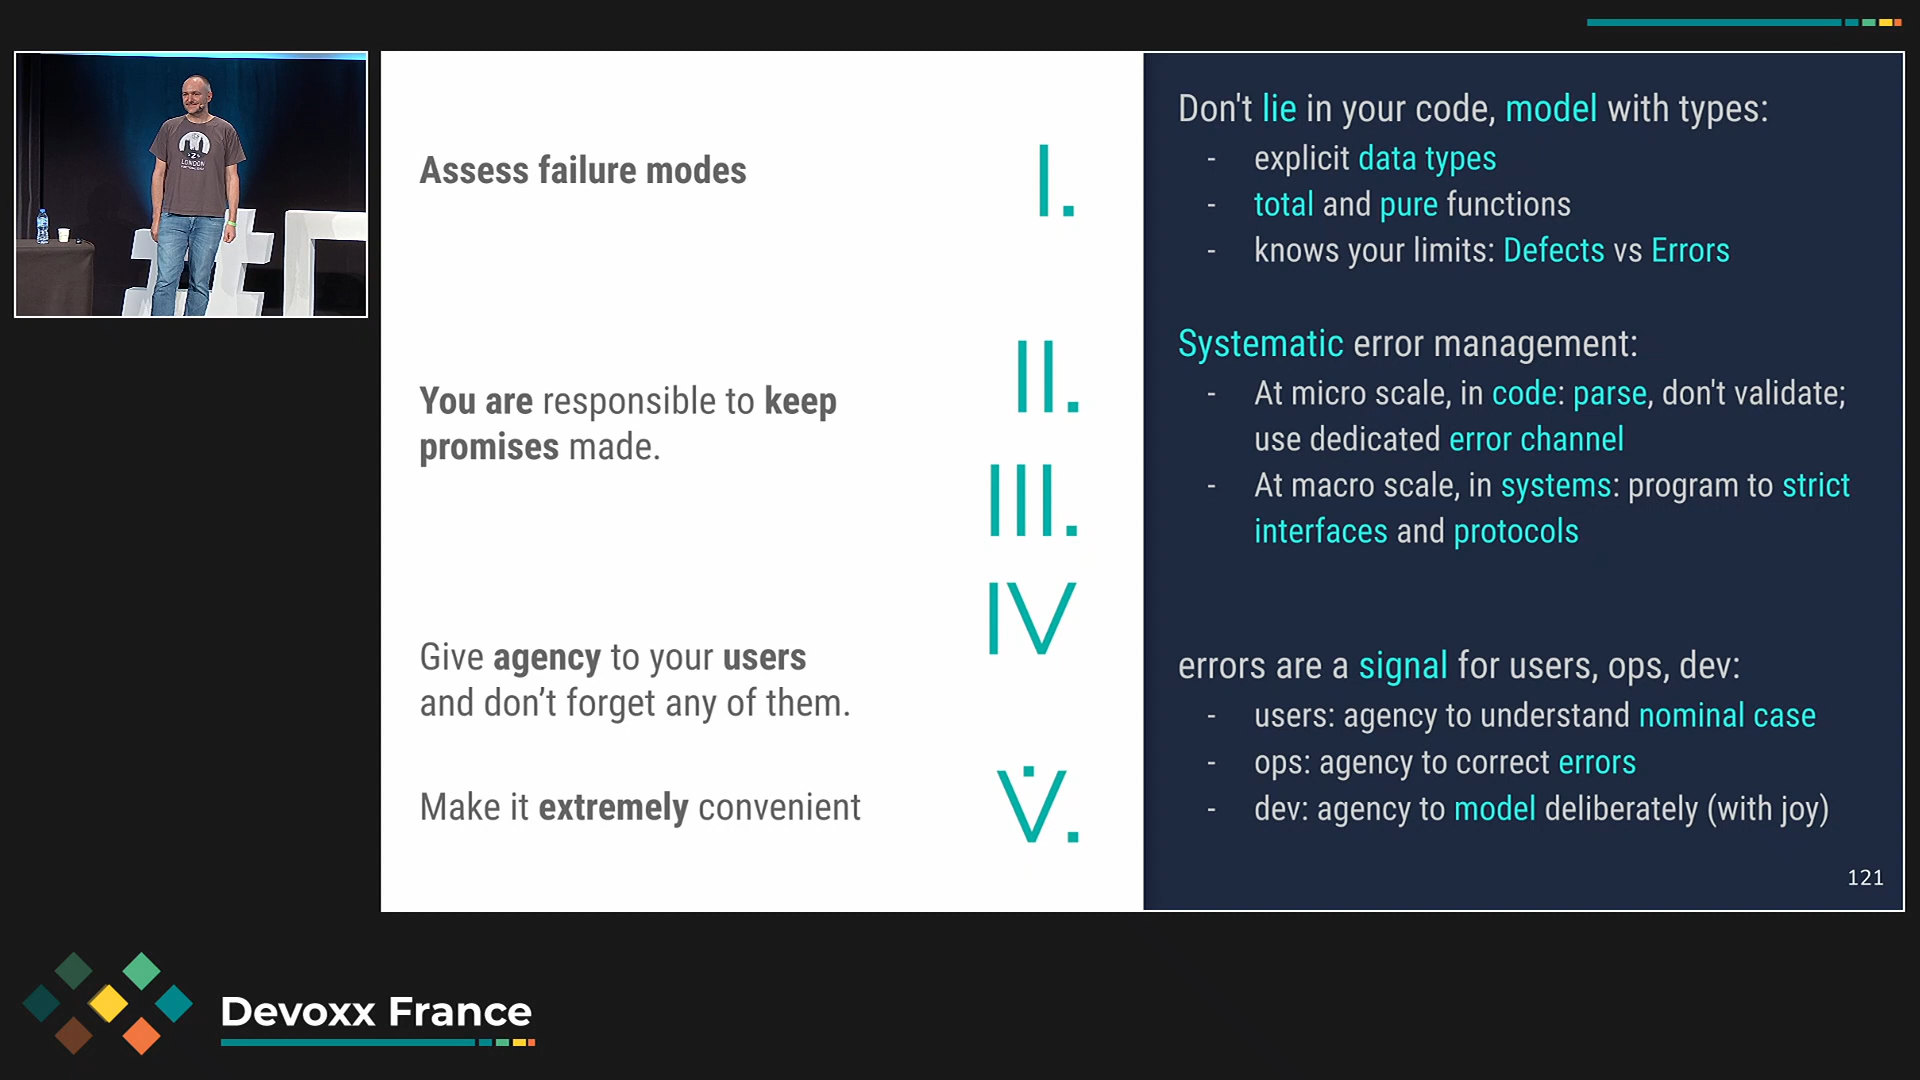 LONDON
Assess failure modes
You are responsible to keep
promises made.
Give agency to your users
and don’t forget any of them.
Make it extremely convenient
I.
II.
III.
IV
V.
Don't lie in your code, model with types:
- explicit data types
- total and pure functions
- knows your limits: Defects vs Errors
Systematic error management:
- At micro scale, in code: parse, don't validate;
use dedicated error channel
- At macro scale, in systems: program to strict
interfaces and protocols
errors are a signal for users, ops, dev:
- users: agency to understand nominal case
- ops: agency to correct errors
- dev: agency to model deliberately (with joy)
121
Devoxx France